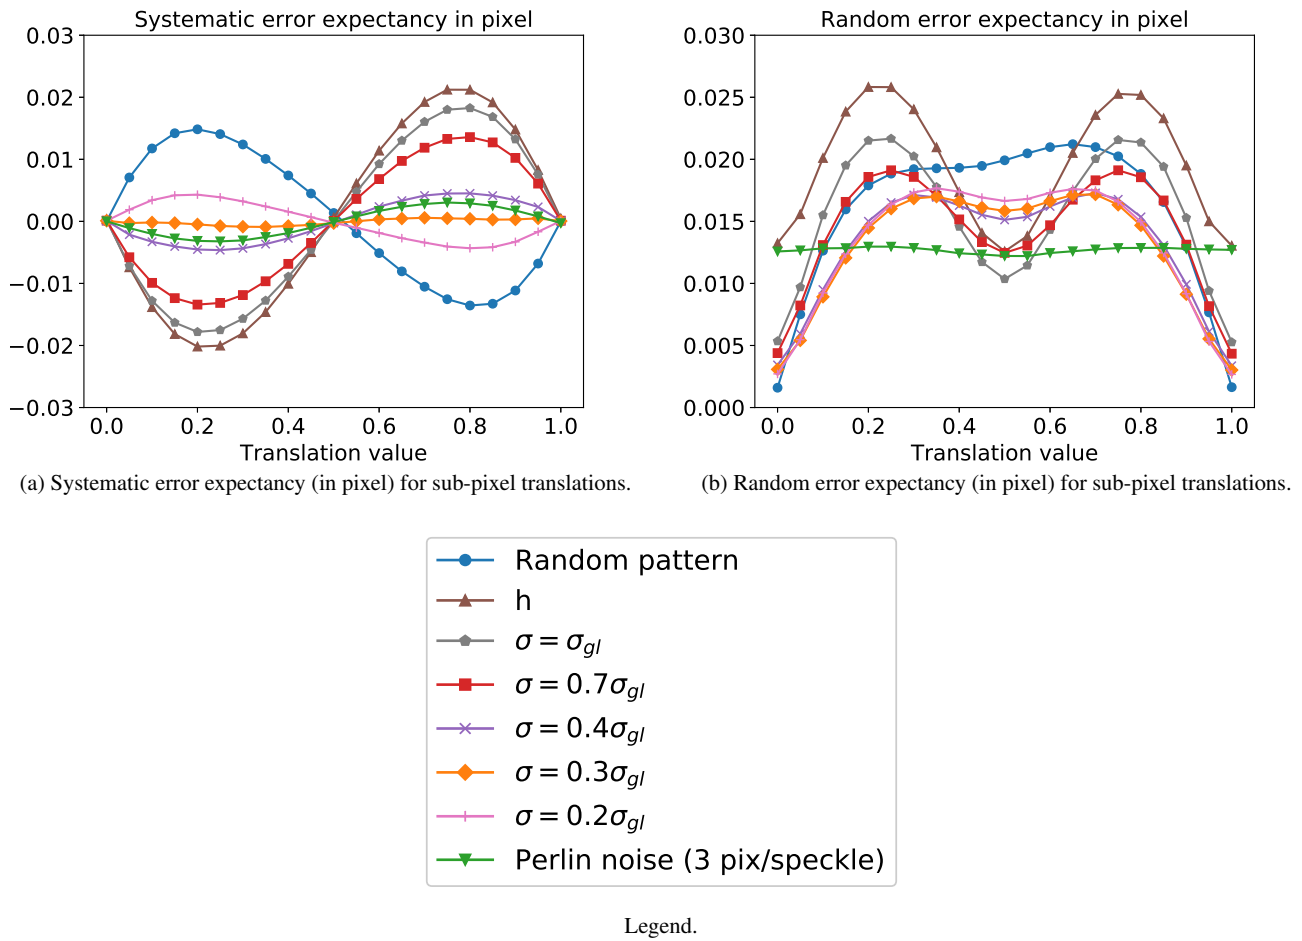 Systematic error expectancy in pixel
0.03
0.02
0.01
0.00
−0.01
−0.02
−0.03
0.0 0.2 0.4 0.6 0.8 1.0
Translation value
(a) Systematic error expectancy (in pixel) for sub-pixel translations.
Random error expectancy in pixel
0.030
0.025
0.020
0.015
0.010
0.005
0.000
0.0 0.2 0.4 0.6 0.8 1.0
Translation value
(b) Random error expectancy (in pixel) for sub-pixel translations.
Random pattern
h
σ = σgl
σ = 0.7σgl
σ = 0.4σgl
σ = 0.3σgl
σ = 0.2σgl
Perlin noise (3 pix/speckle)
Legend.